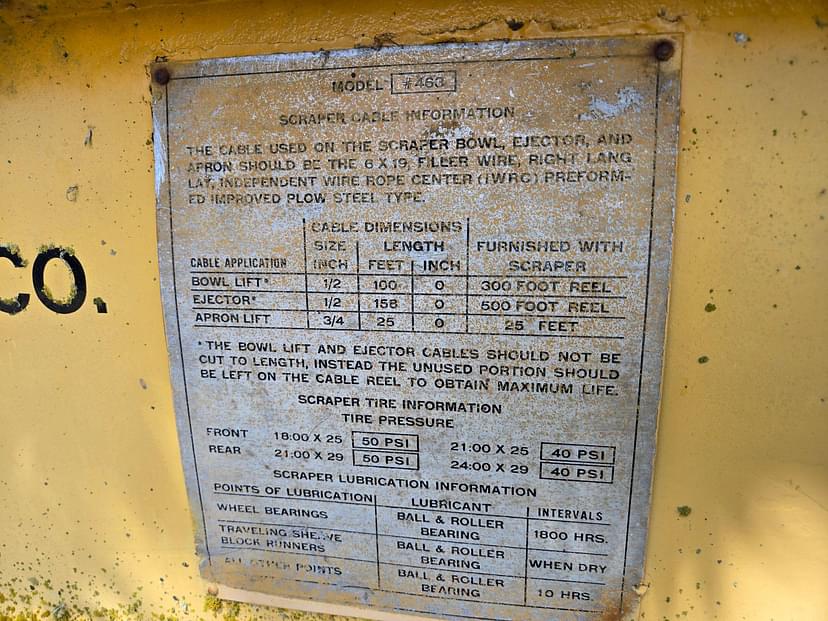 MODEL #463
SCRAPER CABLE INFORMATION
THE CABLE USED ON THE SCRAPER BOWL, EJECTOR, AND
APRON SHOULD BE THE 6 X 19, FILLER WIRE, RIGHT LANG
LAY, INDEPENDENT WIRE ROPE CENTER (IWRC) PREFORM-
ED IMPROVED PLOW STEEL TYPE.
CABLE DIMENSIONS
SIZE LENGTH FURNISHED WITH
CABLE APPLICATION INCH FEET INCH SCRAPER
BOWL LIFT* 1/2 100 0 300 FOOT REEL
EJECTOR* 1/2 158 0 500 FOOT REEL
APRON LIFT 3/4 25 0 25 FEET
*THE BOWL LIFT AND EJECTOR CABLES SHOULD NOT BE
CUT TO LENGTH, INSTEAD THE UNUSED PORTION SHOULD
BE LEFT ON THE CABLE REEL TO OBTAIN MAXIMUM LIFE.
SCRAPER TIRE INFORMATION
TIRE PRESSURE
FRONT 18:00 X 25 50 PSI 21:00 X 25 40 PSI
REAR 21:00 X 29 50 PSI 24:00 X 29 40 PSI
SCRAPER LUBRICATION INFORMATION
POINTS OF LUBRICATION LUBRICANT INTERVALS
WHEEL BEARINGS BALL & ROLLER BEARING 1800 HRS.
TRAVELING SHEAVE BLOCK RUNNERS BALL & ROLLER BEARING WHEN DRY
ALL OTHER POINTS BALL & ROLLER BEARING 10 HRS.
CO.